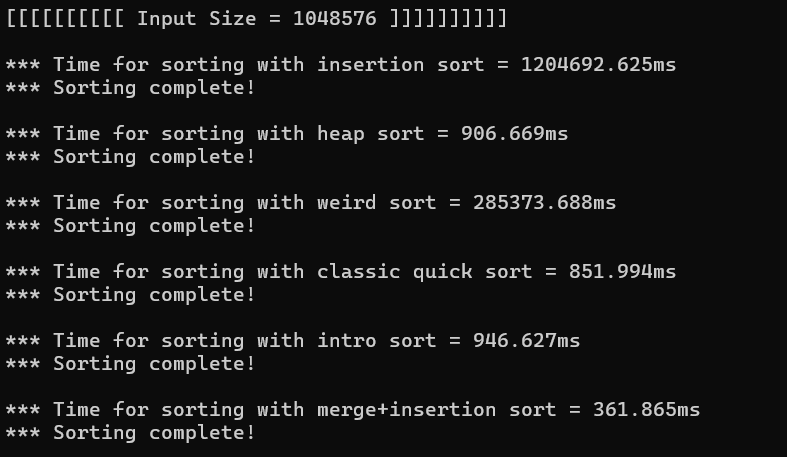 [[[[[[[[[[ Input Size = 1048576 ]]]]]]]]]]
*** Time for sorting with insertion sort = 1204692.625ms
*** Sorting complete!
*** Time for sorting with heap sort = 906.669ms
*** Sorting complete!
*** Time for sorting with weird sort = 285373.688ms
*** Sorting complete!
*** Time for sorting with classic quick sort = 851.994ms
*** Sorting complete!
*** Time for sorting with intro sort = 946.627ms
*** Sorting complete!
*** Time for sorting with merge+insertion sort = 361.865ms
*** Sorting complete!